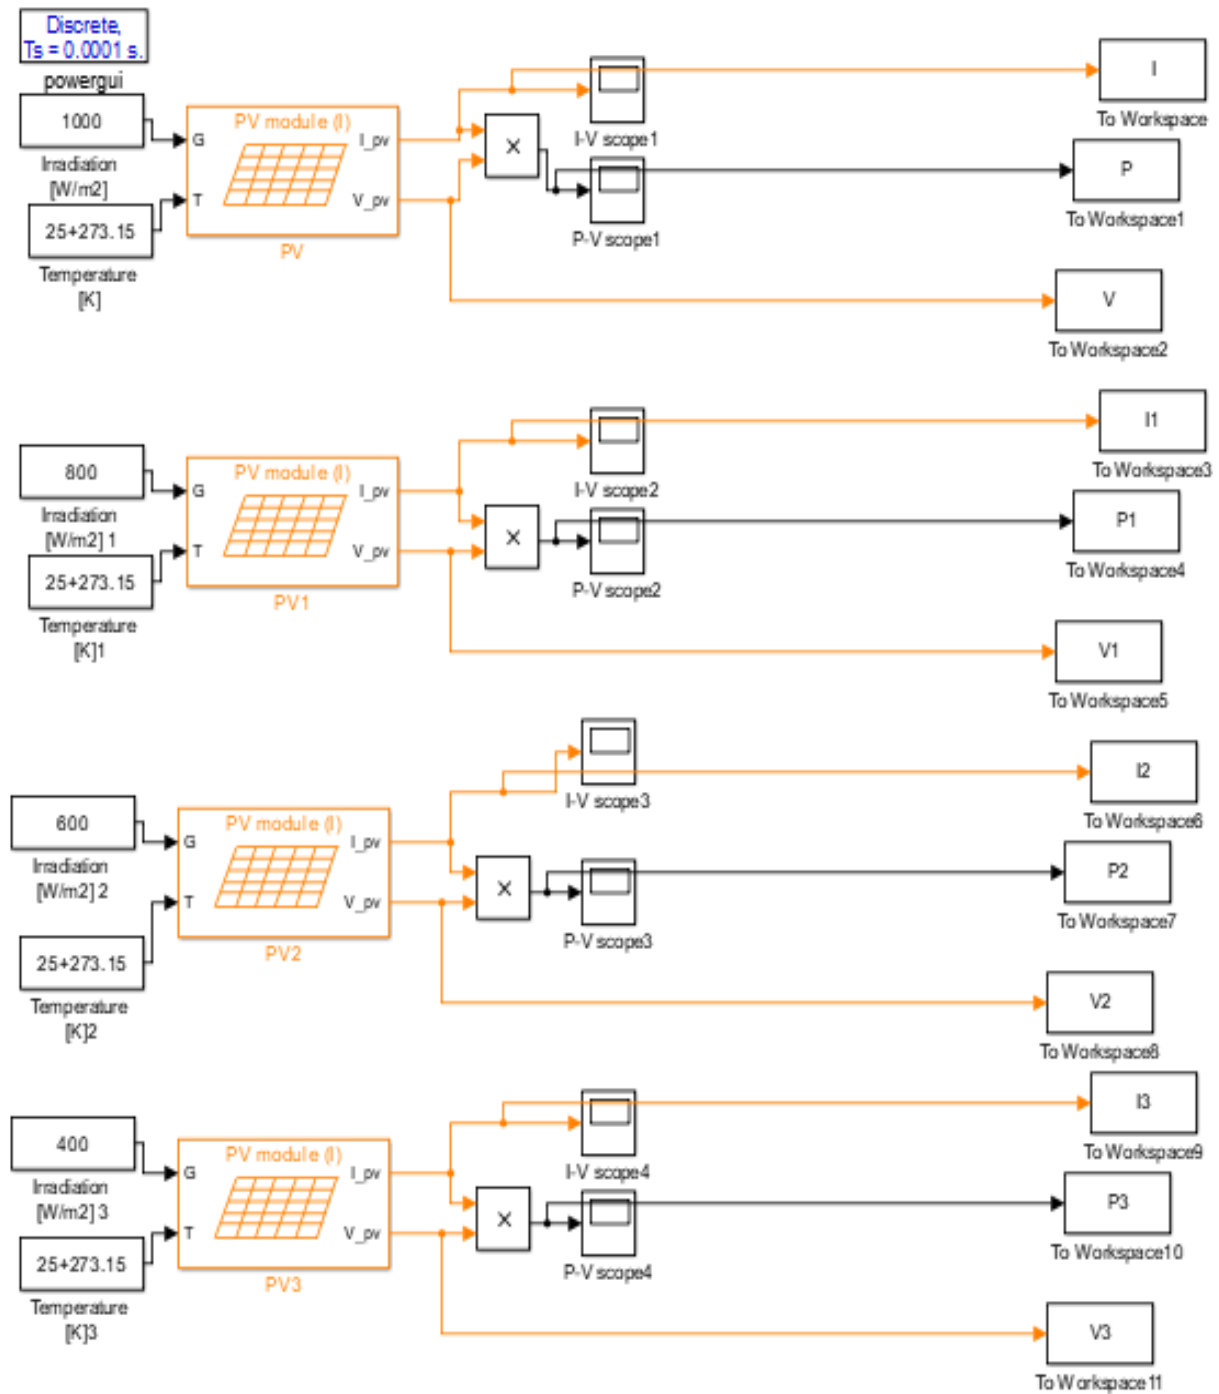 Discrete,
Ts = 0.0001 s.
powergui
1000
Irradiation
[W/m2]
25+273.15
Temperature
[K]
G
T
PV module (I)
I_pv
V_pv
PV
×
I-V scope1
P-V scope1
I
To Workspace
P
To Workspace1
V
To Workspace2
800
Irradiation
[W/m2] 1
25+273.15
Temperature
[K]1
G
T
PV module (I)
I_pv
V_pv
PV1
×
I-V scope2
P-V scope2
I1
To Workspace3
P1
To Workspace4
V1
To Workspace5
600
Irradiation
[W/m2] 2
25+273.15
Temperature
[K]2
G
T
PV module (I)
I_pv
V_pv
PV2
×
I-V scope3
P-V scope3
I2
To Workspace6
P2
To Workspace7
V2
To Workspace8
400
Irradiation
[W/m2] 3
25+273.15
Temperature
[K]3
G
T
PV module (I)
I_pv
V_pv
PV3
×
I-V scope4
P-V scope4
I3
To Workspace9
P3
To Workspace10
V3
To Workspace11